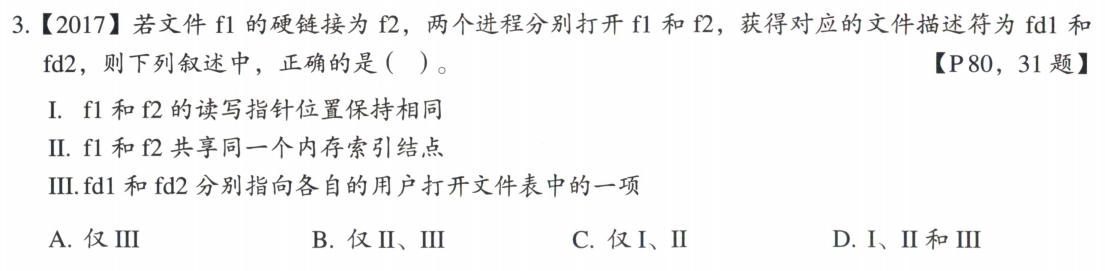 3.【2017】若文件 f1 的硬链接为 f2，两个进程分别打开 f1 和 f2，获得对应的文件描述符为 fd1 和
fd2，则下列叙述中，正确的是（ ）。 【P80，31 题】
I. f1 和 f2 的读写指针位置保持相同
II. f1 和 f2 共享同一个内存索引结点
III. fd1 和 fd2 分别指向各自的用户打开文件表中的一项
A. 仅 III B. 仅 II、III C. 仅 I、II D. I、II 和 III